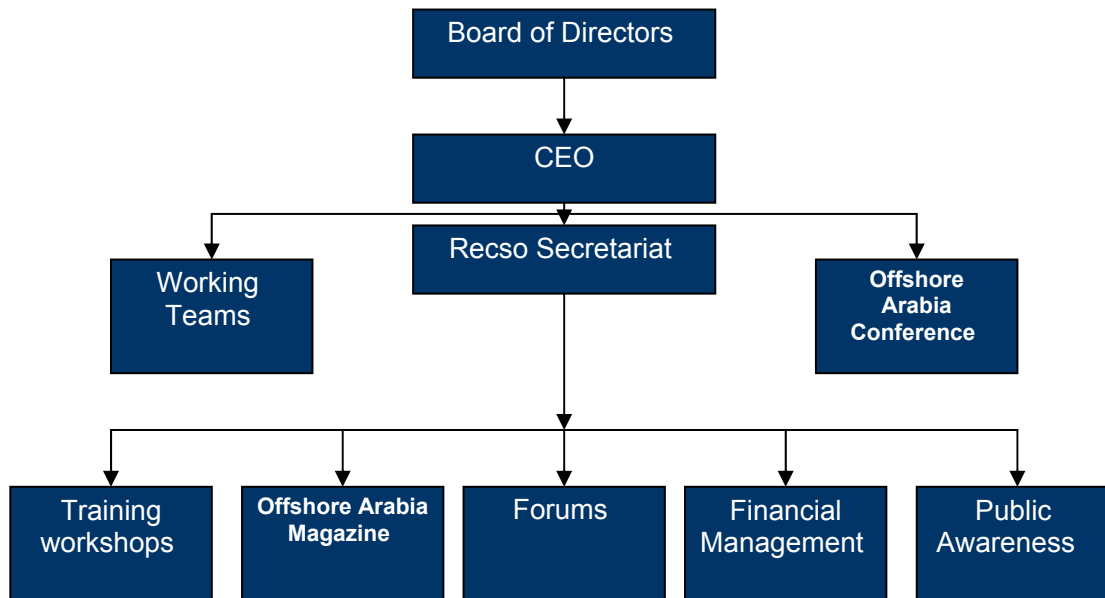 Board of Directors
CEO
Recso Secretariat
Working
Teams
Offshore
Arabia
Conference
Training
workshops
Offshore Arabia
Magazine
Forums
Financial
Management
Public
Awareness